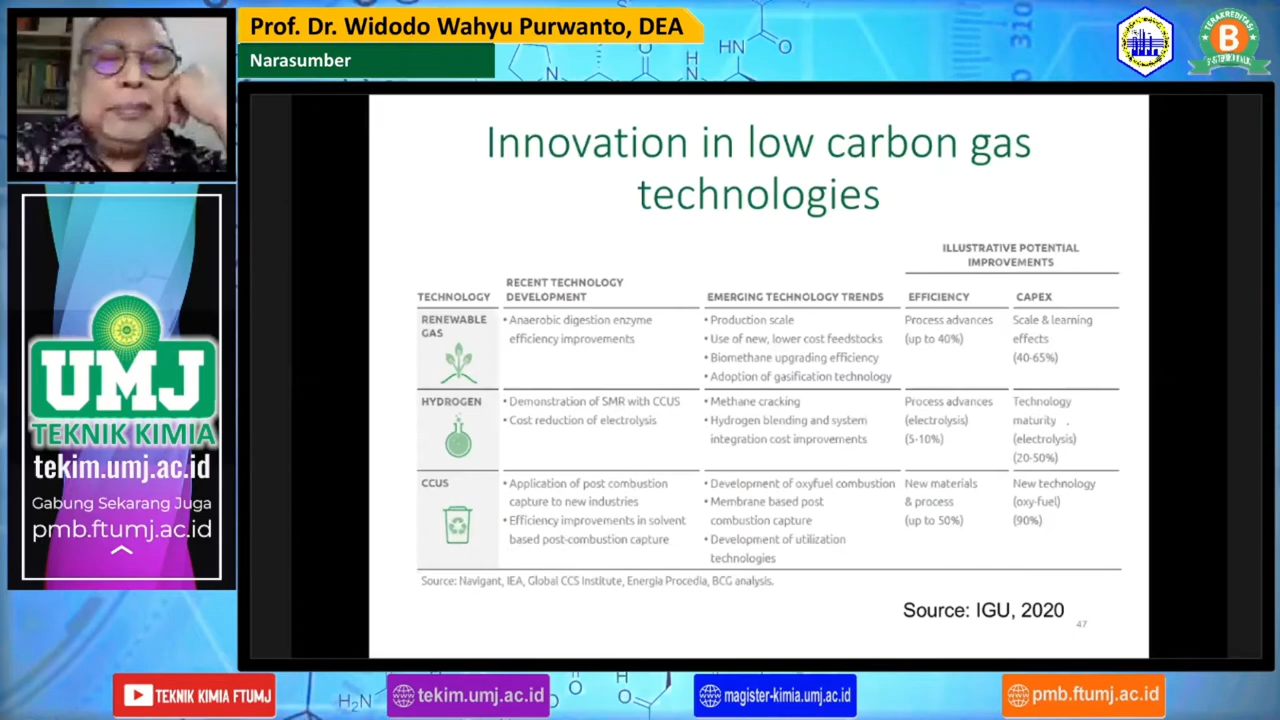 Prof. Dr. Widodo Wahyu Purwanto, DEA
Narasumber
UMJ
TEKNIK KIMIA
tekim.umj.ac.id
Gabung Sekarang Juga
pmb.ftumj.ac.id
Innovation in low carbon gas
technologies
ILLUSTRATIVE POTENTIAL
IMPROVEMENTS
TECHNOLOGY
RECENT TECHNOLOGY
DEVELOPMENT
EMERGING TECHNOLOGY TRENDS
EFFICIENCY
CAPEX
RENEWABLE
GAS
• Anaerobic digestion enzyme
efficiency improvements
• Production scale
• Use of new, lower cost feedstocks
• Biomethane upgrading efficiency
• Adoption of gasification technology
Process advances
(up to 40%)
Scale & learning
effects
(40-65%)
HYDROGEN
• Demonstration of SMR with CCUS
• Cost reduction of electrolysis
• Methane cracking
• Hydrogen blending and system
integration cost improvements
Process advances
(electrolysis)
(5-10%)
Technology
maturity
(electrolysis)
(20-50%)
CCUS
• Application of post combustion
capture to new industries
• Efficiency improvements in solvent
based post-combustion capture
• Development of oxyfuel combustion
• Membrane based post
combustion capture
• Development of utilization
technologies
New materials
& process
(up to 50%)
New technology
(oxy-fuel)
(90%)
Source: Navigant, IEA, Global CCS Institute, Energia Procedia, BCG analysis.
Source: IGU, 2020
47
TEKNIK KIMIA FTUMJ
tekim.umj.ac.id
magister-kimia.umj.ac.id
pmb.ftumj.ac.id
TERAKREDITASI
B
HN
O
H
N
310
H₂N
O
H
O